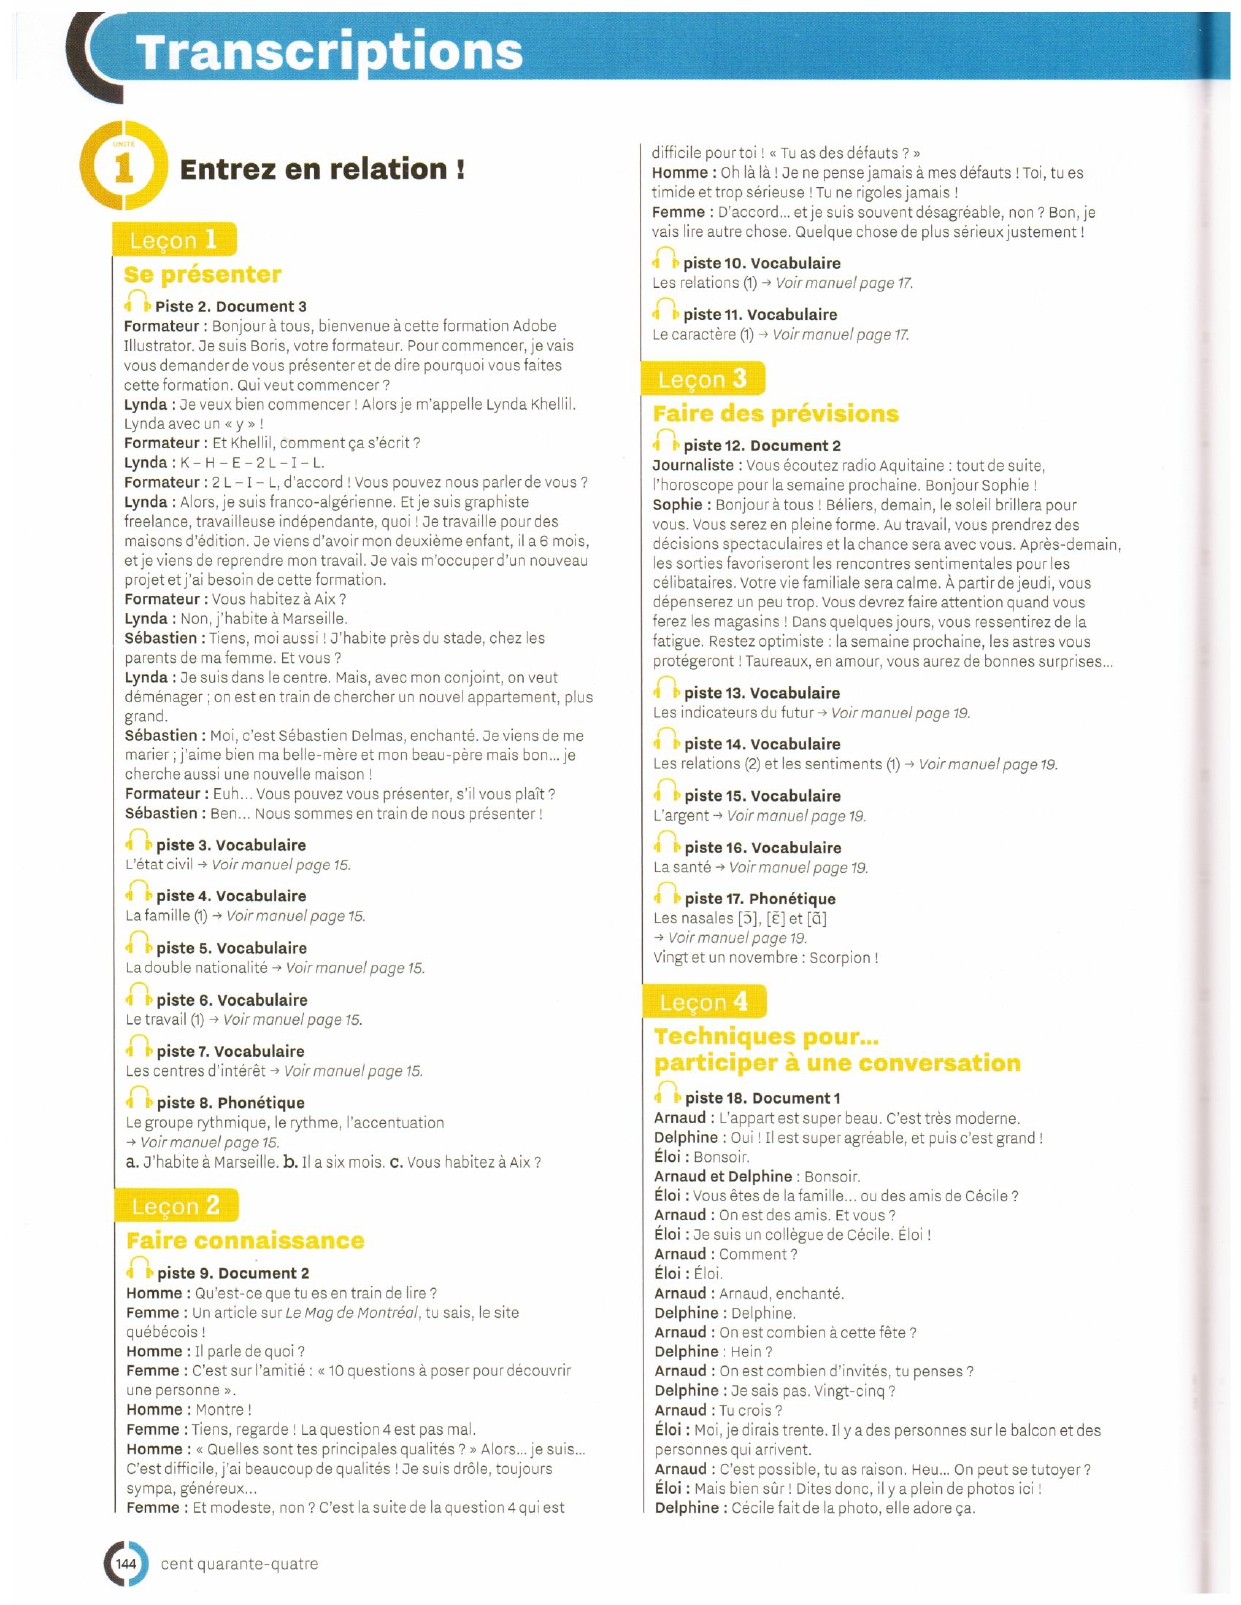 Transcriptions
UNITÉ
1
Entrez en relation !
Leçon 1
Se présenter
Piste 2. Document 3
Formateur : Bonjour à tous, bienvenue à cette formation Adobe
Illustrator. Je suis Boris, votre formateur. Pour commencer, je vais
vous demander de vous présenter et de dire pourquoi vous faites
cette formation. Qui veut commencer ?
Lynda : Je veux bien commencer ! Alors je m'appelle Lynda Khellil.
Lynda avec un « y » !
Formateur : Et Khellil, comment ça s'écrit ?
Lynda : K – H – E – 2 L – I – L.
Formateur : 2 L – I – L, d'accord ! Vous pouvez nous parler de vous ?
Lynda : Alors, je suis franco-algérienne. Et je suis graphiste
freelance, travailleuse indépendante, quoi ! Je travaille pour des
maisons d'édition. Je viens d'avoir mon deuxième enfant, il a 6 mois,
et je viens de reprendre mon travail. Je vais m'occuper d'un nouveau
projet et j'ai besoin de cette formation.
Formateur : Vous habitez à Aix ?
Lynda : Non, j'habite à Marseille.
Sébastien : Tiens, moi aussi ! J'habite près du stade, chez les
parents de ma femme. Et vous ?
Lynda : Je suis dans le centre. Mais, avec mon conjoint, on veut
déménager ; on est en train de chercher un nouvel appartement, plus
grand.
Sébastien : Moi, c'est Sébastien Delmas, enchanté. Je viens de me
marier ; j'aime bien ma belle-mère et mon beau-père mais bon... je
cherche aussi une nouvelle maison !
Formateur : Euh... Vous pouvez vous présenter, s'il vous plaît ?
Sébastien : Ben... Nous sommes en train de nous présenter !
piste 3. Vocabulaire
L'état civil → Voir manuel page 15.
piste 4. Vocabulaire
La famille (1) → Voir manuel page 15.
piste 5. Vocabulaire
La double nationalité → Voir manuel page 15.
piste 6. Vocabulaire
Le travail (1) → Voir manuel page 15.
piste 7. Vocabulaire
Les centres d'intérêt → Voir manuel page 15.
piste 8. Phonétique
Le groupe rythmique, le rythme, l'accentuation
→ Voir manuel page 15.
a. J'habite à Marseille. b. Il a six mois. c. Vous habitez à Aix ?
Leçon 2
Faire connaissance
piste 9. Document 2
Homme : Qu'est-ce que tu es en train de lire ?
Femme : Un article sur Le Mag de Montréal, tu sais, le site
québécois !
Homme : Il parle de quoi ?
Femme : C'est sur l'amitié : « 10 questions à poser pour découvrir
une personne ».
Homme : Montre !
Femme : Tiens, regarde ! La question 4 est pas mal.
Homme : « Quelles sont tes principales qualités ? » Alors... je suis...
C'est difficile, j'ai beaucoup de qualités ! Je suis drôle, toujours
sympa, généreux...
Femme : Et modeste, non ? C'est la suite de la question 4 qui est
difficile pour toi ! « Tu as des défauts ? »
Homme : Oh là là ! Je ne pense jamais à mes défauts ! Toi, tu es
timide et trop sérieuse ! Tu ne rigoles jamais !
Femme : D'accord... et je suis souvent désagréable, non ? Bon, je
vais lire autre chose. Quelque chose de plus sérieux justement !
piste 10. Vocabulaire
Les relations (1) → Voir manuel page 17.
piste 11. Vocabulaire
Le caractère (1) → Voir manuel page 17.
Leçon 3
Faire des prévisions
piste 12. Document 2
Journaliste : Vous écoutez radio Aquitaine : tout de suite,
l'horoscope pour la semaine prochaine. Bonjour Sophie !
Sophie : Bonjour à tous ! Béliers, demain, le soleil brillera pour
vous. Vous serez en pleine forme. Au travail, vous prendrez des
décisions spectaculaires et la chance sera avec vous. Après-demain,
les sorties favoriseront les rencontres sentimentales pour les
célibataires. Votre vie familiale sera calme. À partir de jeudi, vous
dépenserez un peu trop. Vous devrez faire attention quand vous
ferez les magasins ! Dans quelques jours, vous ressentirez de la
fatigue. Restez optimiste : la semaine prochaine, les astres vous
protégeront ! Taureaux, en amour, vous aurez de bonnes surprises...
piste 13. Vocabulaire
Les indicateurs du futur → Voir manuel page 19.
piste 14. Vocabulaire
Les relations (2) et les sentiments (1) → Voir manuel page 19.
piste 15. Vocabulaire
L'argent → Voir manuel page 19.
piste 16. Vocabulaire
La santé → Voir manuel page 19.
piste 17. Phonétique
Les nasales [ɔ̃], [ɛ̃] et [ɑ̃]
→ Voir manuel page 19.
Vingt et un novembre : Scorpion !
Leçon 4
Techniques pour...
participer à une conversation
piste 18. Document 1
Arnaud : L'appart est super beau. C'est très moderne.
Delphine : Oui ! Il est super agréable, et puis c'est grand !
Éloi : Bonsoir.
Arnaud et Delphine : Bonsoir.
Éloi : Vous êtes de la famille... ou des amis de Cécile ?
Arnaud : On est des amis. Et vous ?
Éloi : Je suis un collègue de Cécile. Éloi !
Arnaud : Comment ?
Éloi : Éloi.
Arnaud : Arnaud, enchanté.
Delphine : Delphine.
Arnaud : On est combien à cette fête ?
Delphine : Hein ?
Arnaud : On est combien d'invités, tu penses ?
Delphine : Je sais pas. Vingt-cinq ?
Arnaud : Tu crois ?
Éloi : Moi, je dirais trente. Il y a des personnes sur le balcon et des
personnes qui arrivent.
Arnaud : C'est possible, tu as raison. Heu... On peut se tutoyer ?
Éloi : Mais bien sûr ! Dites donc, il y a plein de photos ici !
Delphine : Cécile fait de la photo, elle adore ça.
144
cent quarante-quatre